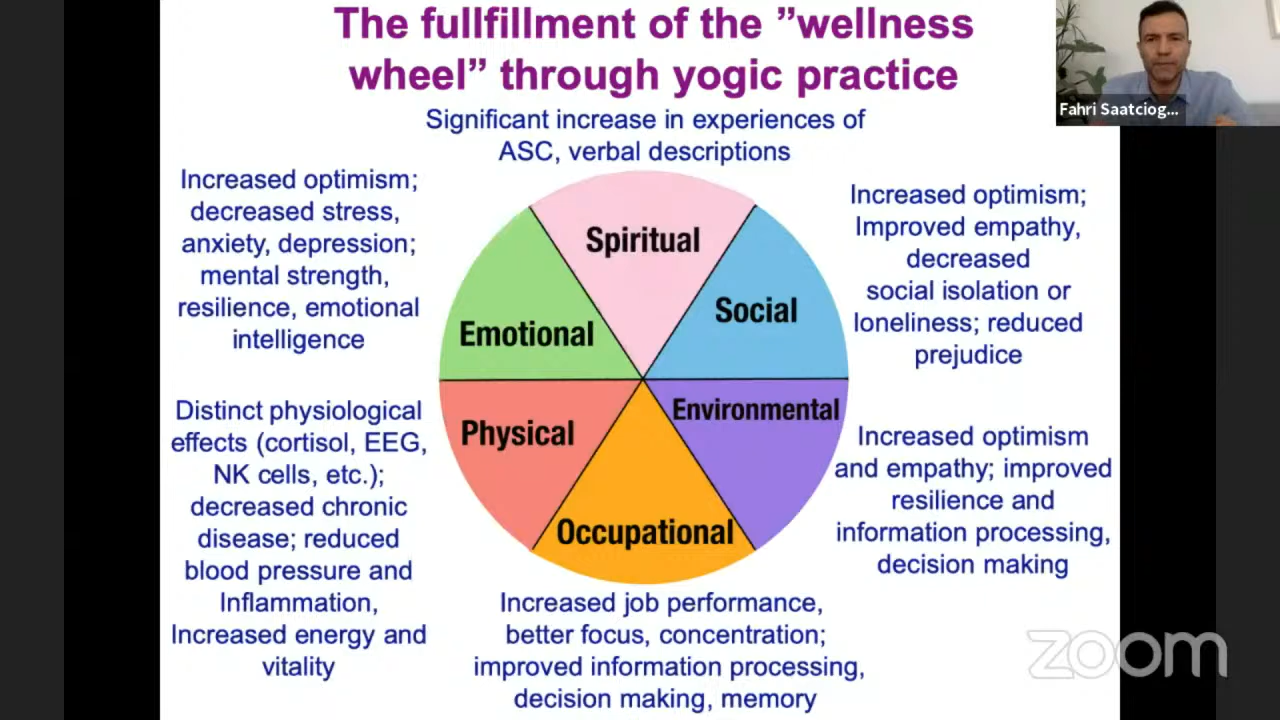 The fullfillment of the ”wellness
wheel” through yogic practice
Fahri Saatciog...
Significant increase in experiences of
ASC, verbal descriptions
Increased optimism;
decreased stress,
anxiety, depression;
mental strength,
resilience, emotional
intelligence
Spiritual
Social
Emotional
Increased optimism;
Improved empathy,
decreased
social isolation or
loneliness; reduced
prejudice
Distinct physiological
effects (cortisol, EEG,
NK cells, etc.);
decreased chronic
disease; reduced
blood pressure and
Inflammation,
Increased energy and
vitality
Physical
Environmental
Occupational
Increased optimism
and empathy; improved
resilience and
information processing,
decision making
Increased job performance,
better focus, concentration;
improved information processing,
decision making, memory
zoom